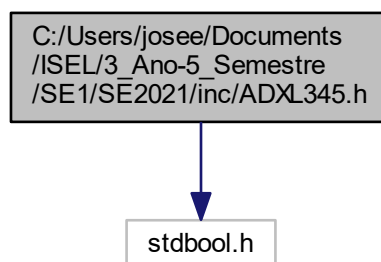 C:/Users/josee/Documents
/ISEL/3_Ano-5_Semestre
/SE1/SE2021/inc/ADXL345.h
stdbool.h